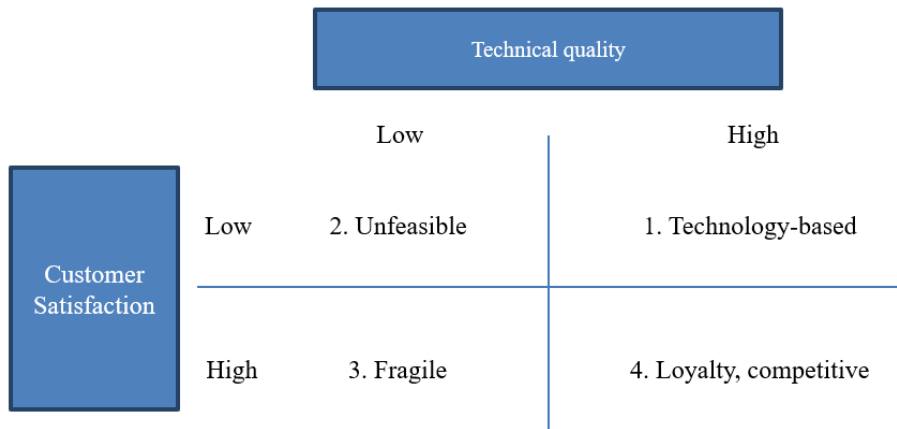 Technical quality
Low
High
Customer
Satisfaction
Low
2. Unfeasible
1. Technology-based
High
3. Fragile
4. Loyalty, competitive